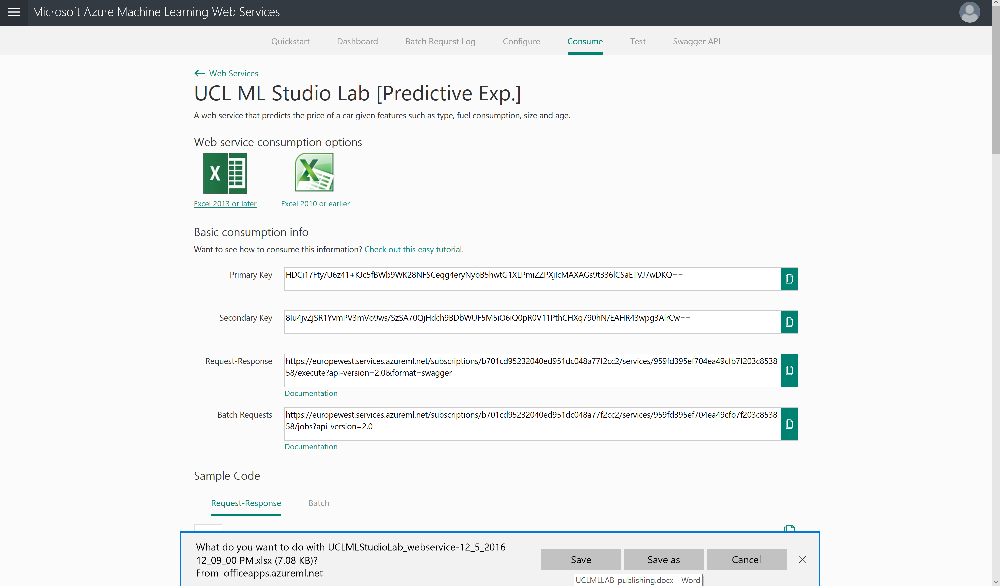 Microsoft Azure Machine Learning Web Services
Quickstart Dashboard Batch Request Log Configure Consume Test Swagger API
Web Services
UCL ML Studio Lab [Predictive Exp.]
A web service that predicts the price of a car given features such as type, fuel consumption, size and age.
Web service consumption options
Excel 2013 or later Excel 2010 or earlier
Basic consumption info
Want to see how to consume this information? Check out this easy tutorial.
Primary Key HDCi17Fty/U6z41+KJc5fBWb9WK28NFSCeqg4eryNybB5hwtG1XLPmiZZPXjIcMAXAGs9t336lCSaETVJ7wDKQ==
Secondary Key 8Iu4jvZjSR1YvmPV3mVo9ws/SzSA70QjHdch9BDbWUF5M5iO6iQ0pR0V11PthCHXq790hN/EAHR43wpg3AlrCw==
Request-Response https://europewest.services.azureml.net/subscriptions/b701cd95232040ed951dc048a77f2cc2/services/959fd395ef704ea49cfb7f203c8538
58/execute?api-version=2.0&format=swagger
Documentation
Batch Requests https://europewest.services.azureml.net/subscriptions/b701cd95232040ed951dc048a77f2cc2/services/959fd395ef704ea49cfb7f203c8538
58/jobs?api-version=2.0
Documentation
Sample Code
Request-Response Batch
What do you want to do with UCLMLStudioLab_webservice-12_5_2016
12_09_00 PM.xlsx (7.08 KB)?
From: officeapps.azureml.net
Save Save as Cancel
UCLMLLAB_publishing.docx - Word